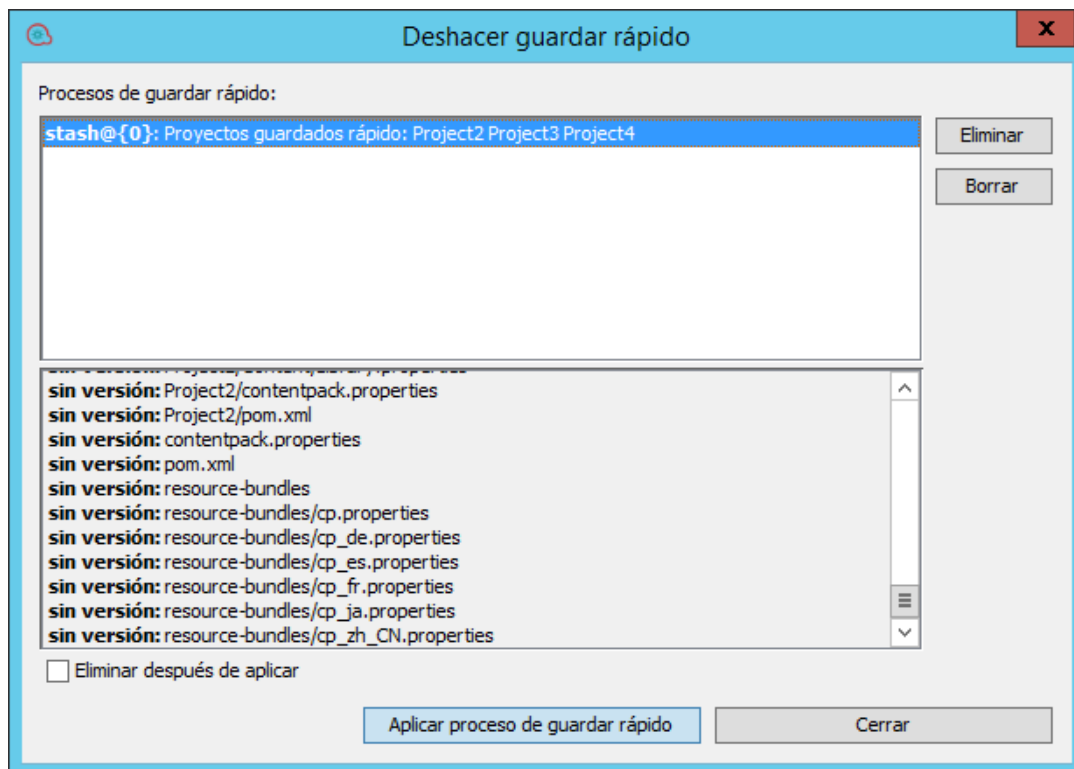 Deshacer guardar rápido
x
Procesos de guardar rápido:
stash@{0}: Proyectos guardados rápido: Project2 Project3 Project4
Eliminar
Borrar
sin versión: Project2/contentpack.properties
sin versión: Project2/pom.xml
sin versión: contentpack.properties
sin versión: pom.xml
sin versión: resource-bundles
sin versión: resource-bundles/cp.properties
sin versión: resource-bundles/cp_de.properties
sin versión: resource-bundles/cp_es.properties
sin versión: resource-bundles/cp_fr.properties
sin versión: resource-bundles/cp_ja.properties
sin versión: resource-bundles/cp_zh_CN.properties
Eliminar después de aplicar
Aplicar proceso de guardar rápido
Cerrar